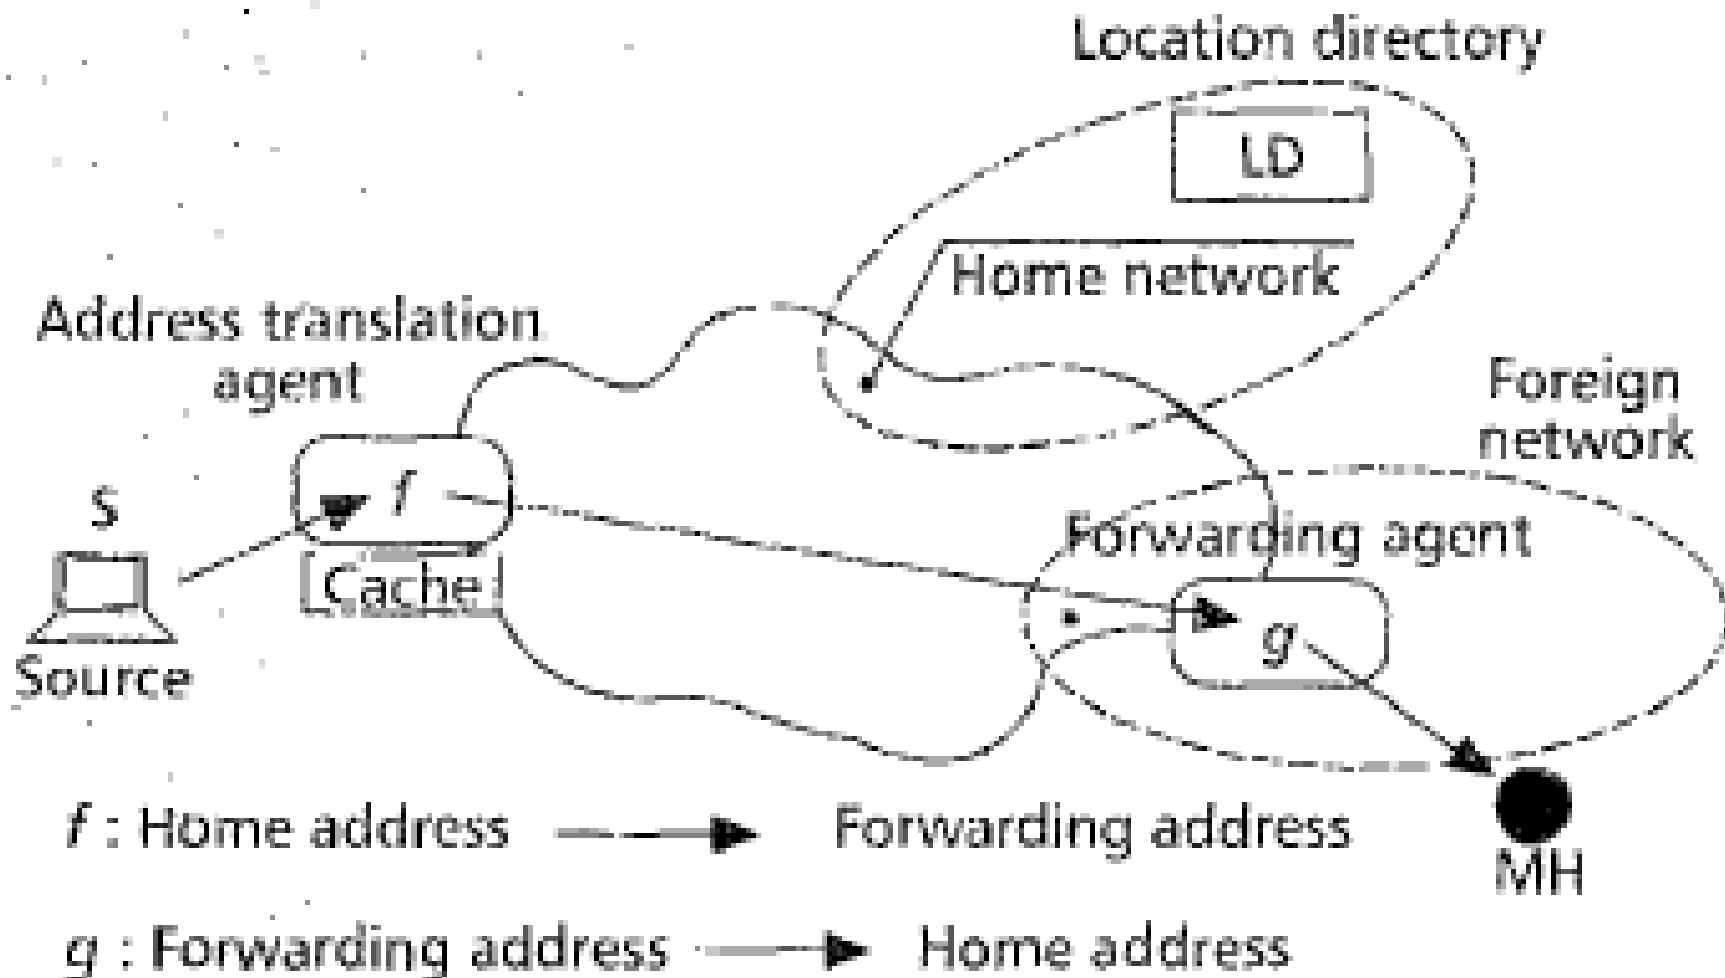 Location directory
LD
Home network
Address translation
agent
Foreign
network
f
S
Forwarding agent
Cache
g
Source
f : Home address Forwarding address
MH
g : Forwarding address Home address